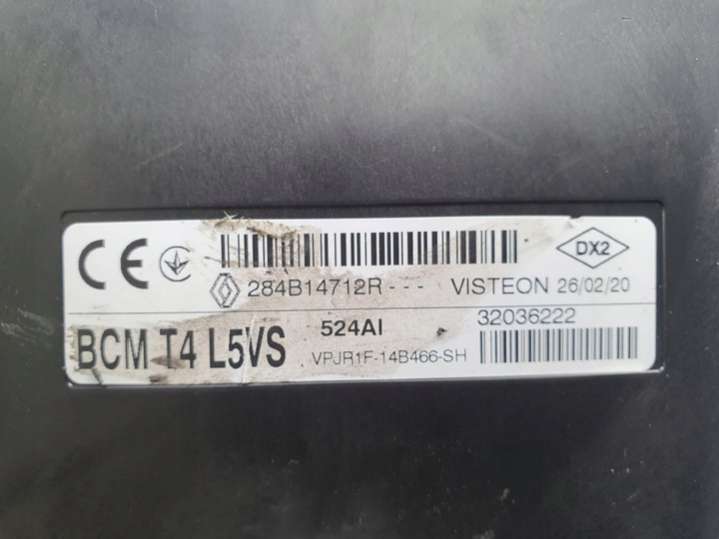 CE
284B14712R--- VISTEON 26/02/20
DX2
BCM T4 L5VS
524AI
VPJR1F-14B466-SH
32036222